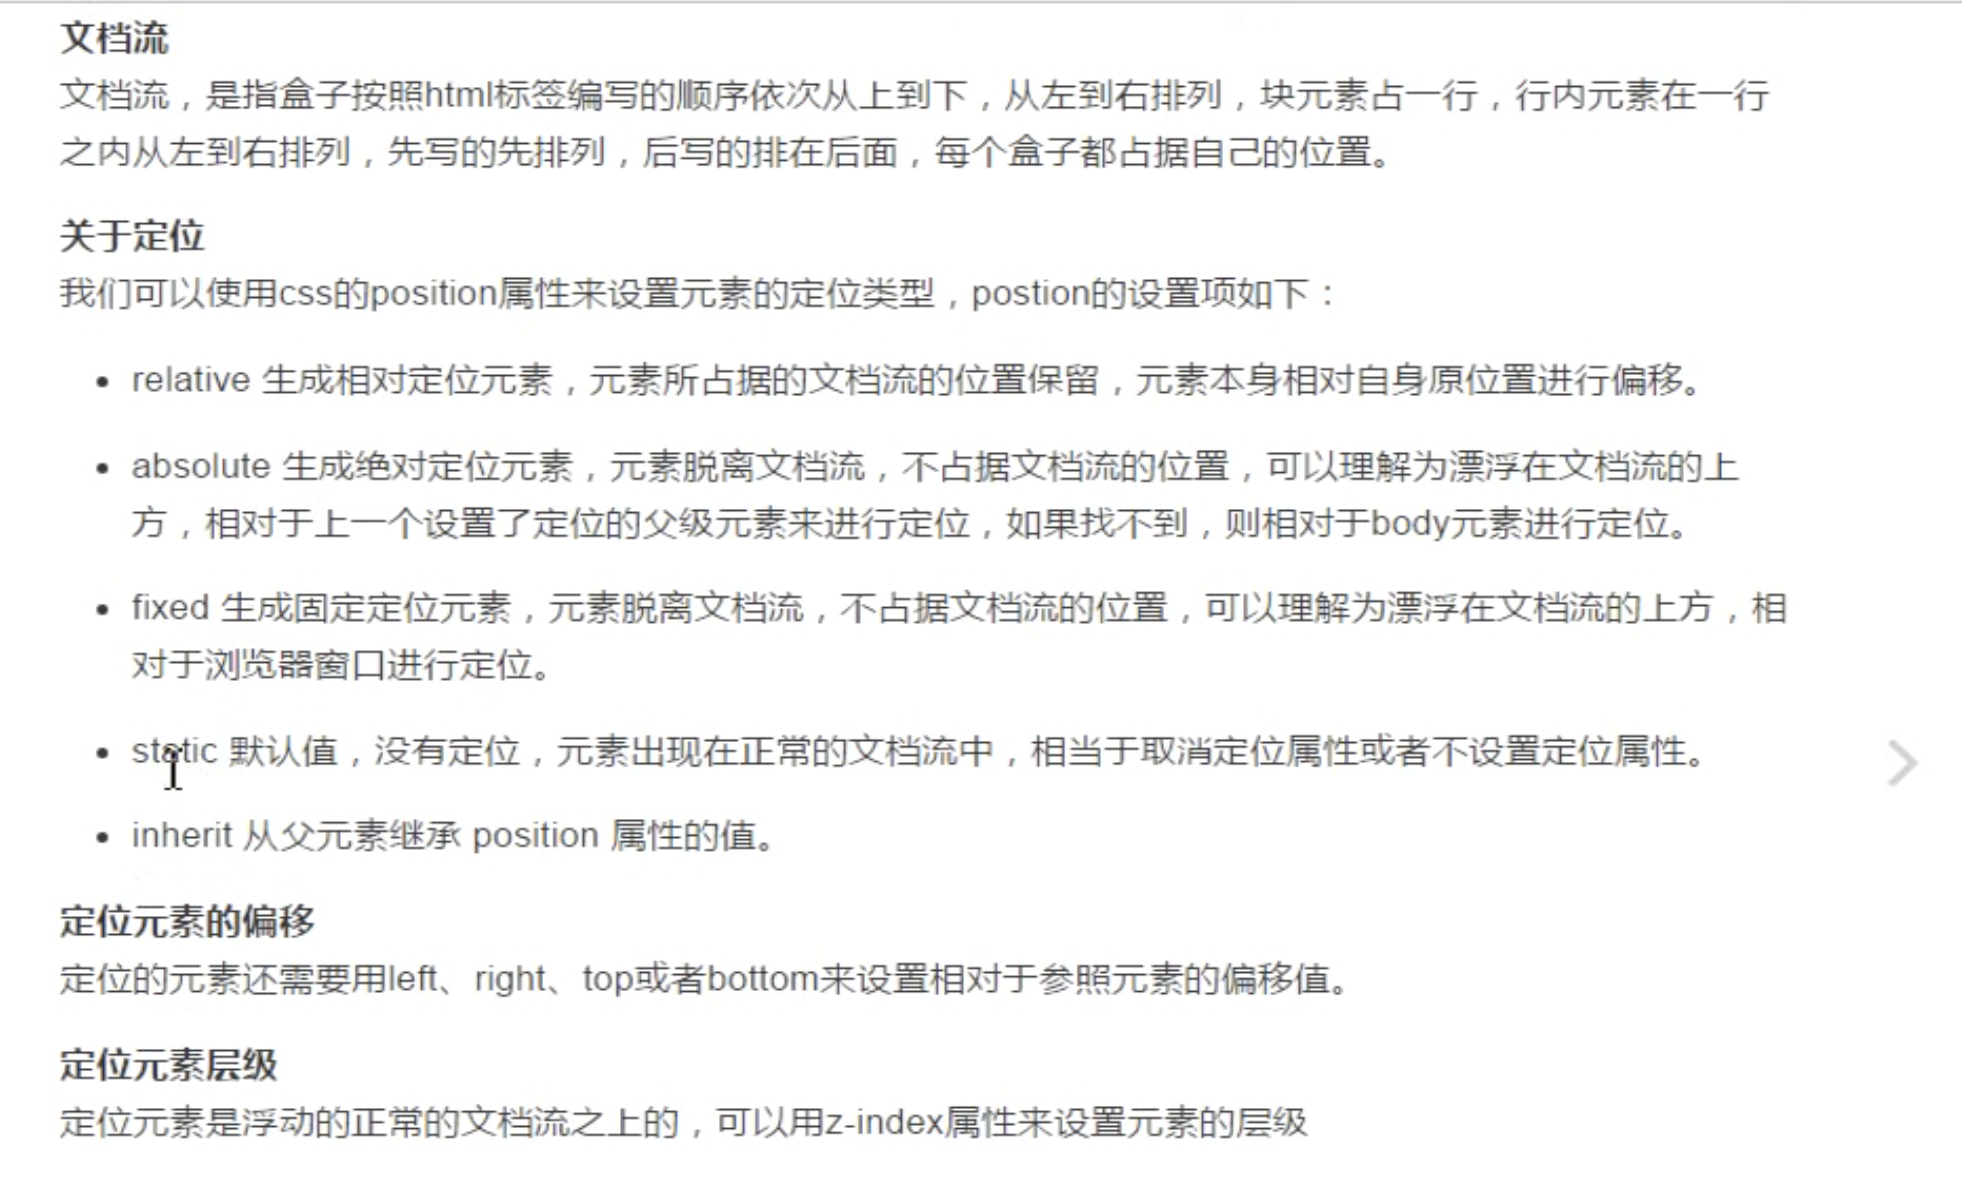 文档流
文档流，是指盒子按照html标签编写的顺序依次从上到下，从左到右排列，块元素占一行，行内元素在一行
之内从左到右排列，先写的先排列，后写的排在后面，每个盒子都占据自己的位置。
关于定位
我们可以使用css的position属性来设置元素的定位类型，postion的设置项如下：
• relative 生成相对定位元素，元素所占据的文档流的位置保留，元素本身相对自身原位置进行偏移。
• absolute 生成绝对定位元素，元素脱离文档流，不占据文档流的位置，可以理解为漂浮在文档流的上
方，相对于上一个设置了定位的父级元素来进行定位，如果找不到，则相对于body元素进行定位。
• fixed 生成固定定位元素，元素脱离文档流，不占据文档流的位置，可以理解为漂浮在文档流的上方，相
对于浏览器窗口进行定位。
• static 默认值，没有定位，元素出现在正常的文档流中，相当于取消定位属性或者不设置定位属性。
• inherit 从父元素继承 position 属性的值。
定位元素的偏移
定位的元素还需要用left、right、top或者bottom来设置相对于参照元素的偏移值。
定位元素层级
定位元素是浮动的正常的文档流之上的，可以用z-index属性来设置元素的层级